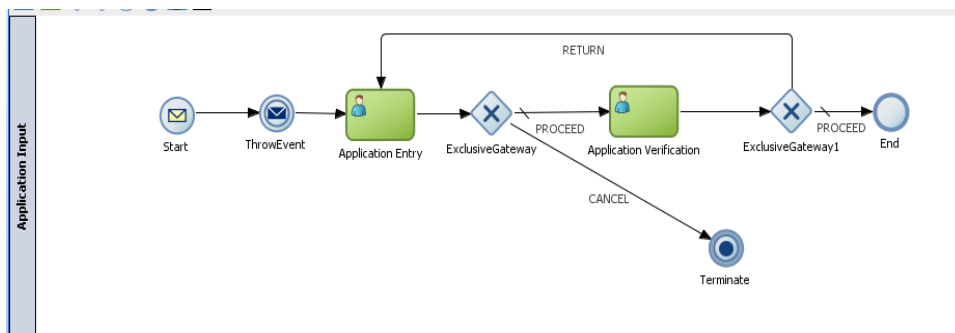 Application Input
RETURN
Start
ThrowEvent
Application Entry
ExclusiveGateway
PROCEED
Application Verification
ExclusiveGateway1
PROCEED
End
CANCEL
Terminate